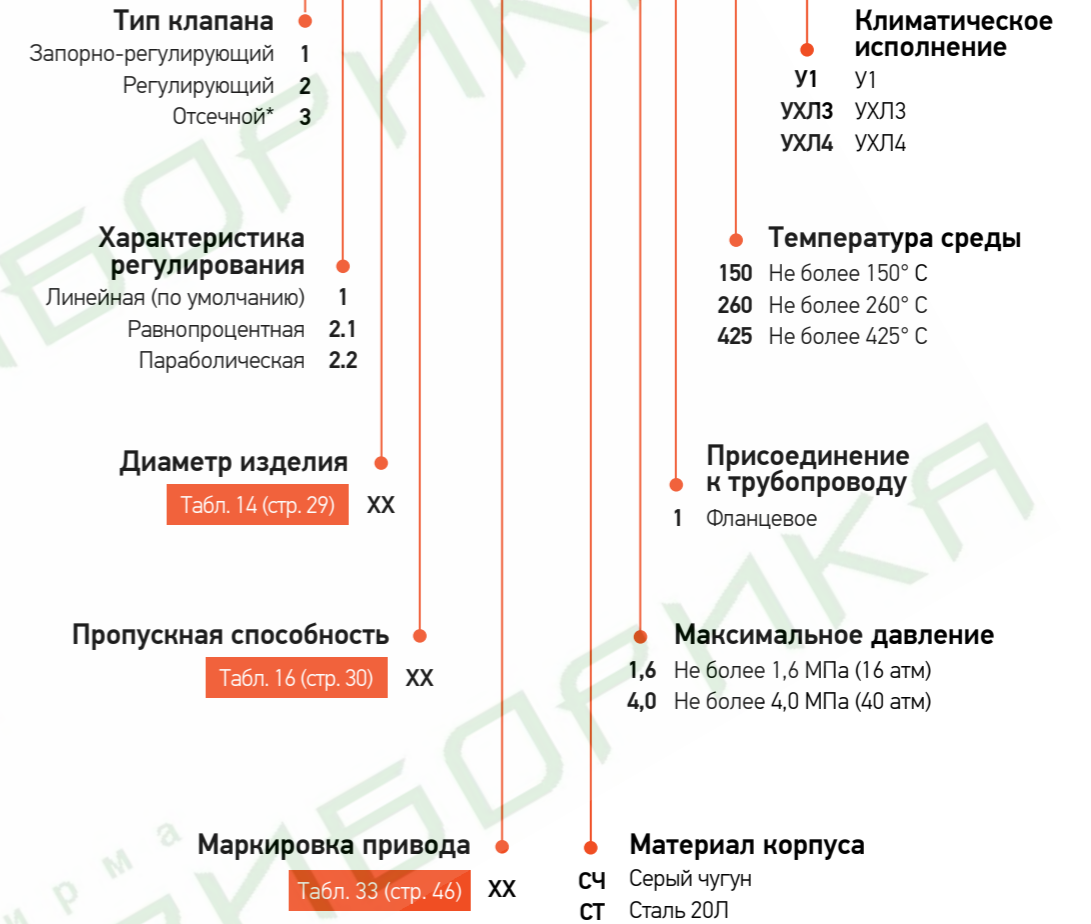 Тип клапана
Запорно-регулирующий 1
Регулирующий 2
Отсечной* 3
Климатическое
исполнение
У1 У1
УХЛ3 УХЛ3
УХЛ4 УХЛ4
Характеристика
регулирования
Линейная (по умолчанию) 1
Равнопроцентная 2.1
Параболическая 2.2
Температура среды
150 Не более 150° С
260 Не более 260° С
425 Не более 425° С
Диаметр изделия
Табл. 14 (стр. 29) ХХ
Присоединение
к трубопроводу
1 Фланцевое
Пропускная способность
Табл. 16 (стр. 30) ХХ
Максимальное давление
1,6 Не более 1,6 МПа (16 атм)
4,0 Не более 4,0 МПа (40 атм)
Маркировка привода
Табл. 33 (стр. 46) ХХ
Материал корпуса
СЧ Серый чугун
СТ Сталь 20Л